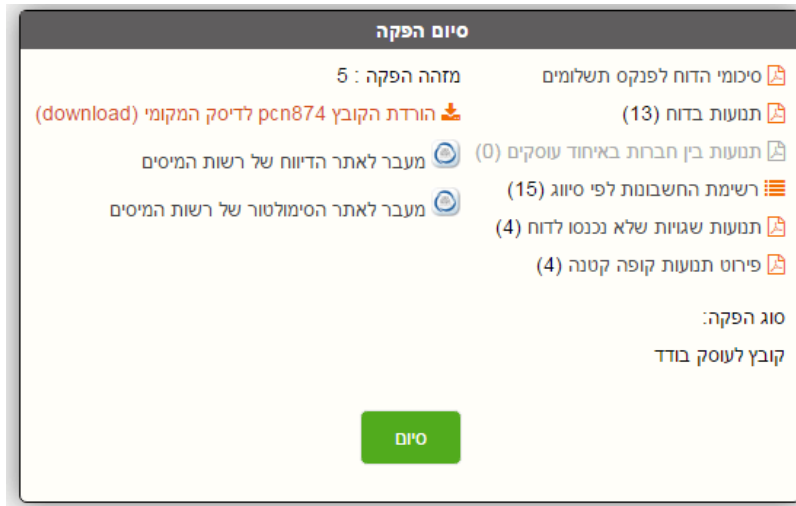 סיום הפקה
סיכומי הדוח לפנקס תשלומים
תנועות בדוח (13)
תנועות בין חברות באיחוד עוסקים (0)
רשימת החשבונות לפי סיווג (15)
תנועות שגויות שלא נכנסו לדוח (4)
פירוט תנועות קופה קטנה (4)
סוג הפקה:
קובץ לעוסק בודד
מזהה הפקה : 5
הורדת הקובץ pcn874 לדיסק המקומי (download)
מעבר לאתר הדיווח של רשות המיסים
מעבר לאתר הסימולטור של רשות המיסים
סיום